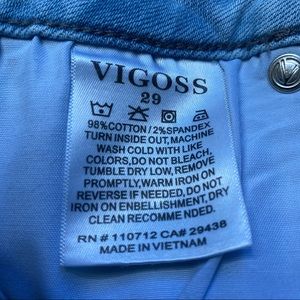 VIGOSS
29
98%COTTON/2%SPANDEX
TURN INSIDE OUT,MACHINE
WASH COLD WITH LIKE
COLORS,DO NOT BLEACH,
TUMBLE DRY LOW,REMOVE
PROMPTLY,WARM IRON ON
REVERSE IF NEEDED, DO NOT
IRON ON ENBELLISHMENT, DRY
CLEAN RECOMME NDED.
RN # 110712 CA# 29438
MADE IN VIETNAM